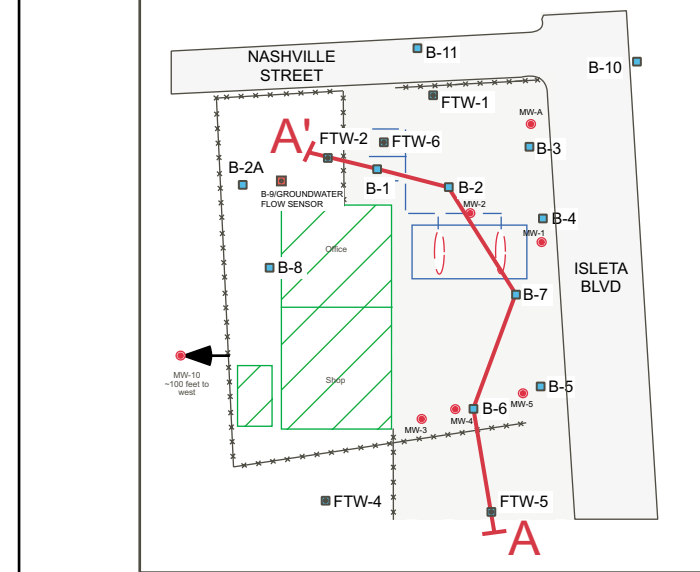 B-11
NASHVILLE
STREET
B-10
FTW-1
MW-A
A'
FTW-2
FTW-6
B-3
B-2A
B-1
B-2
B-9/GROUNDWATER
FLOW SENSOR
MW-2
B-4
MW-1
Office
B-8
ISLETA
BLVD
B-7
MW-10
~100 feet to
west
Shop
B-5
MW-5
B-6
MW-4
MW-3
FTW-4
FTW-5
A